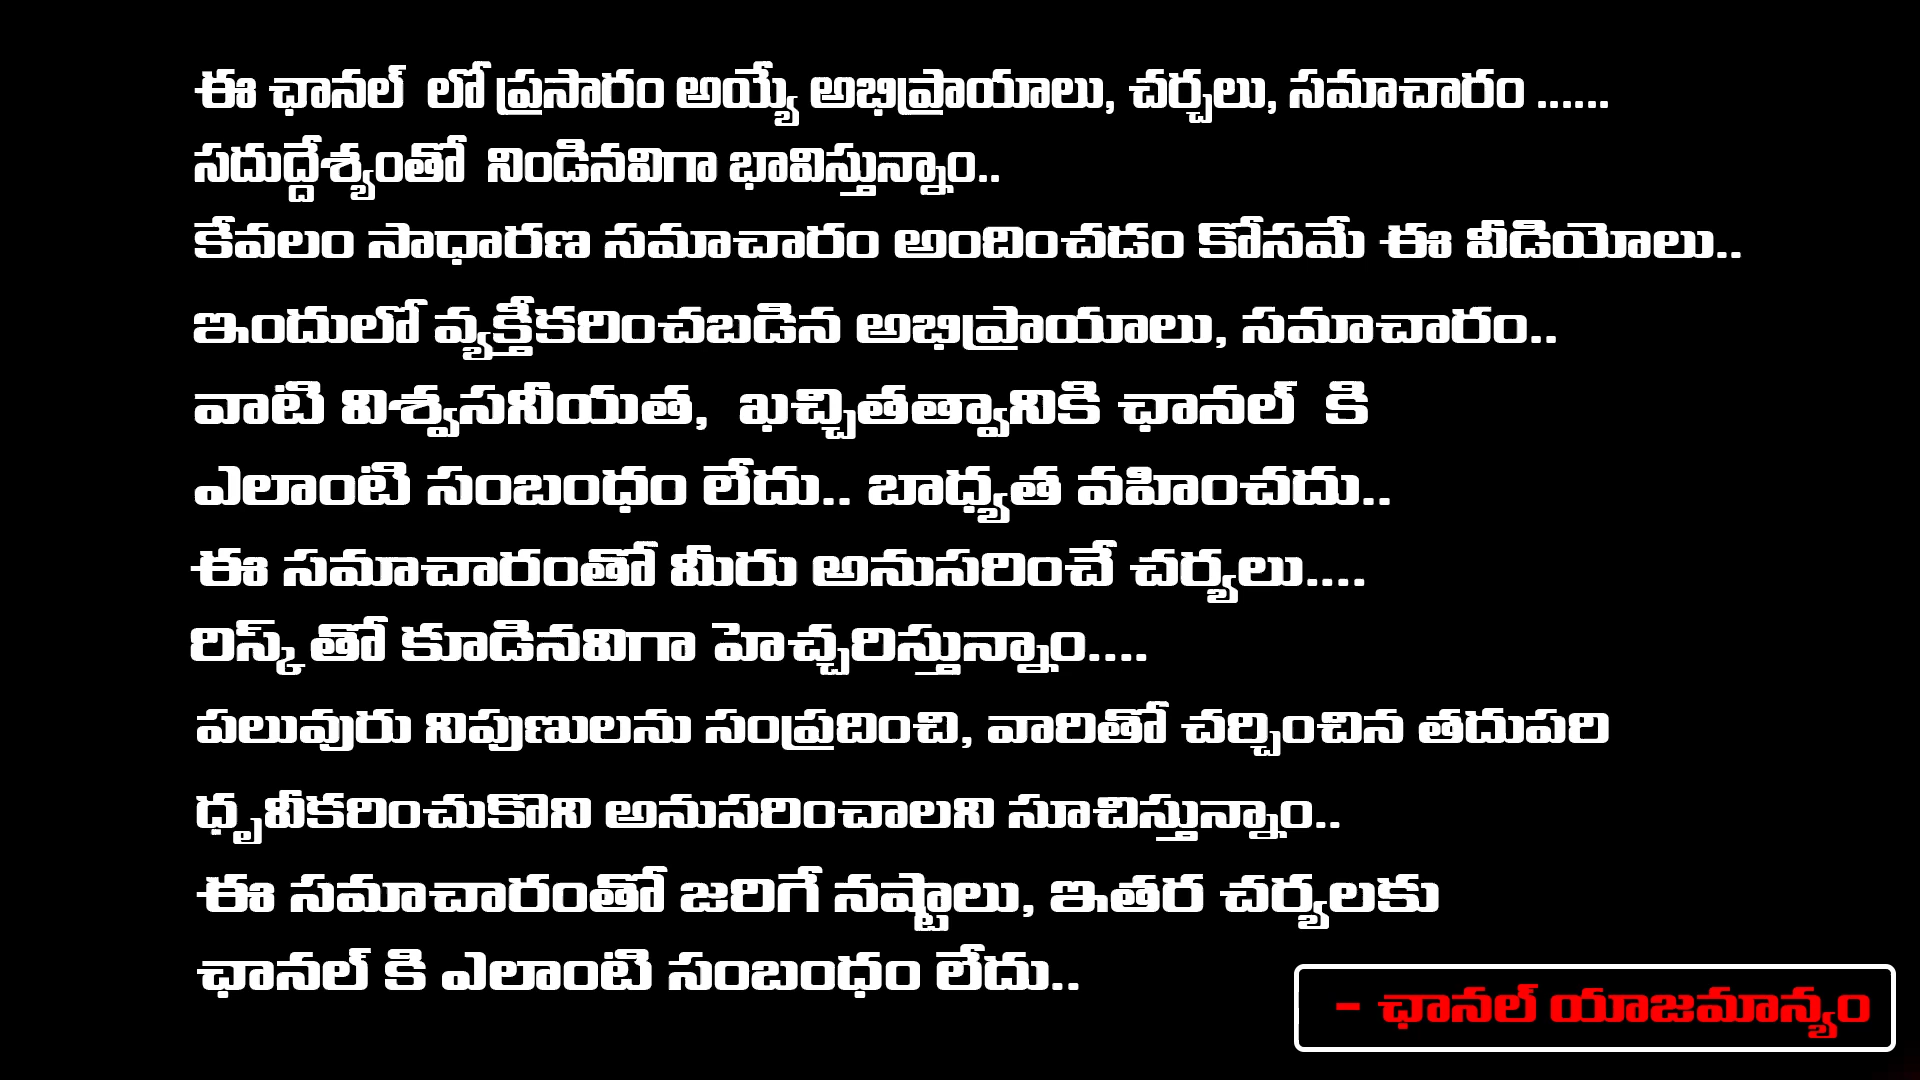 ఈ ఛానల్ లో ప్రసారం అయ్యే అభిప్రాయాలు, చర్చలు, సమాచారం ......
సదుద్దేశ్యంతో నిండినవిగా భావిస్తున్నాం..
కేవలం సాధారణ సమాచారం అందించడం కోసమే ఈ వీడియోలు..
ఇందులో వ్యక్తీకరించబడిన అభిప్రాయాలు, సమాచారం..
వాటి విశ్వసనీయత, ఖచ్చితత్వానికి ఛానల్ కి
ఎలాంటి సంబంధం లేదు.. బాధ్యత వహించదు..
ఈ సమాచారంతో మీరు అనుసరించే చర్యలు....
రిస్క్ తో కూడినవిగా హెచ్చరిస్తున్నాం....
పలువురు నిపుణులను సంప్రదించి, వారితో చర్చించిన తదుపరి
ధృవీకరించుకొని అనుసరించాలని సూచిస్తున్నాం..
ఈ సమాచారంతో జరిగే నష్టాలు, ఇతర చర్యలకు
ఛానల్ కి ఎలాంటి సంబంధం లేదు..
- ఛానల్ యాజమాన్యం